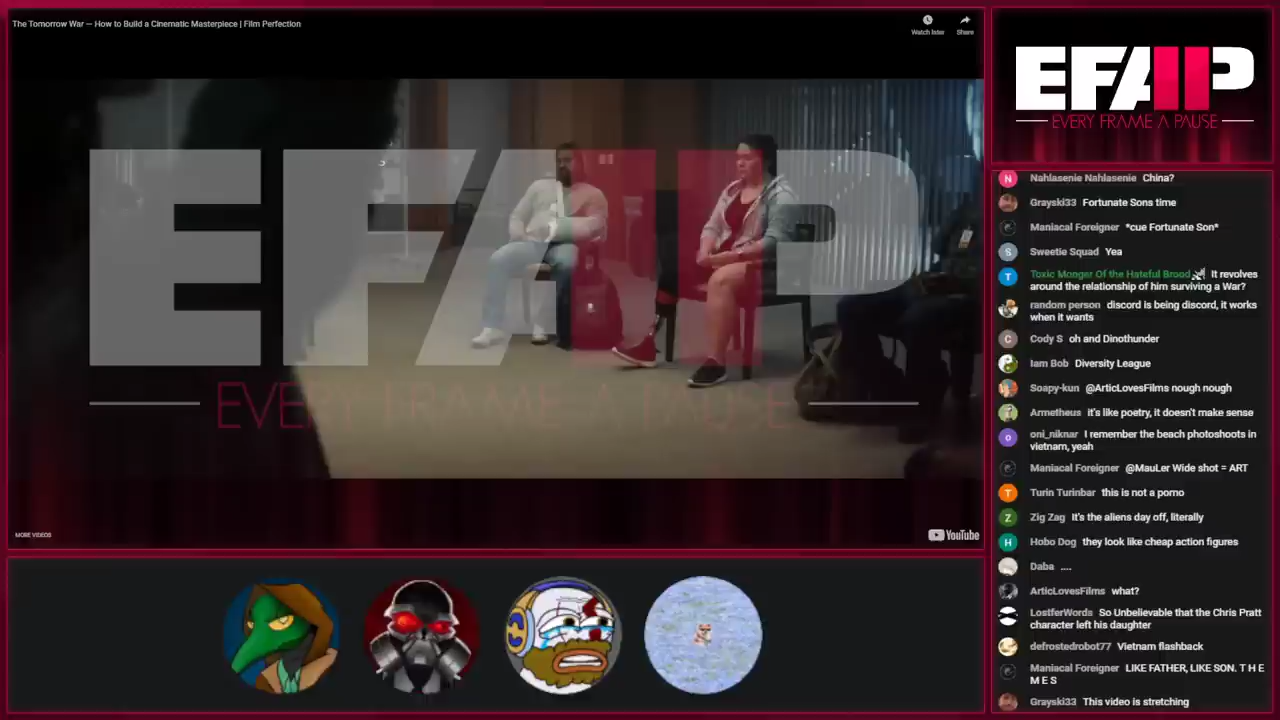 The Tomorrow War — How to Build a Cinematic Masterpiece | Film Perfection
Watch later
Share
EFAP
EVERY FRAME A PAUSE
MORE VIDEOS
YouTube
EFAP
EVERY FRAME A PAUSE
N Nahlasenie Nahlasenie China?
Grayski33 Fortunate Sons time
Maniacal Foreigner *cue Fortunate Son*
S Sweetie Squad Yea
T Toxic Monger Of the Hateful Brood It revolves
around the relationship of him surviving a War?
random person discord is being discord, it works
when it wants
C Cody S oh and Dinothunder
Iam Bob Diversity League
Soapy-kun @ArticLovesFilms nough nough
Armetheus it's like poetry, it doesn't make sense
o oni_niknar I remember the beach photoshoots in
vietnam, yeah
Maniacal Foreigner @MauLer Wide shot = ART
T Turin Turinbar this is not a porno
Z Zig Zag It's the aliens day off, literally
H Hobo Dog they look like cheap action figures
Daba ....
ArticLovesFilms what?
LostferWords So Unbelievable that the Chris Pratt
character left his daughter
defrostedrobot77 Vietnam flashback
Maniacal Foreigner LIKE FATHER, LIKE SON. T H E
M E S
Grayski33 This video is stretching